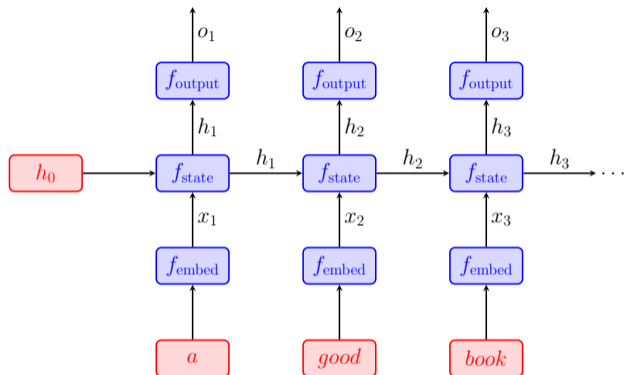 o₁ o₂ o₃
f_output f_output f_output
h₁ h₂ h₃
h₀ f_state h₁ f_state h₂ f_state h₃ ···
x₁ x₂ x₃
f_embed f_embed f_embed
a good book